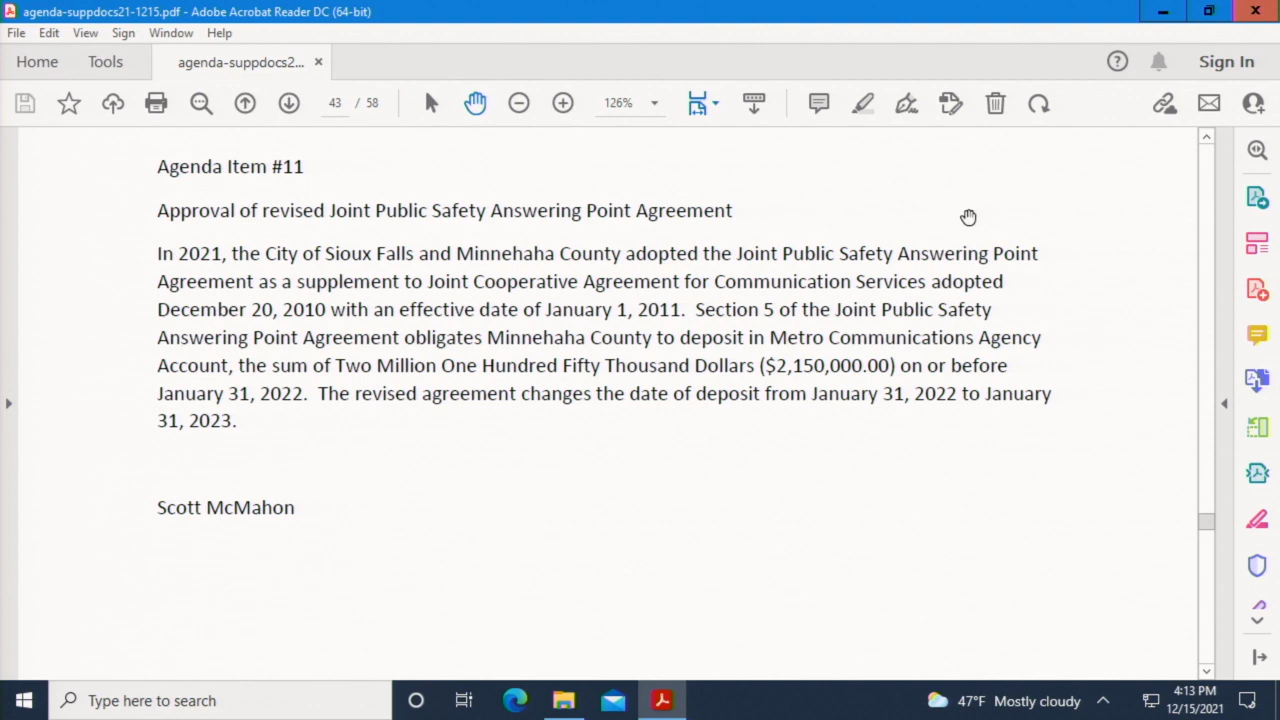 agenda-suppdocs21-1215.pdf - Adobe Acrobat Reader DC (64-bit)
File Edit View Sign Window Help
Home Tools agenda-suppdocs2... × Sign In
43 / 58 126%
Agenda Item #11
Approval of revised Joint Public Safety Answering Point Agreement
In 2021, the City of Sioux Falls and Minnehaha County adopted the Joint Public Safety Answering Point
Agreement as a supplement to Joint Cooperative Agreement for Communication Services adopted
December 20, 2010 with an effective date of January 1, 2011.  Section 5 of the Joint Public Safety
Answering Point Agreement obligates Minnehaha County to deposit in Metro Communications Agency
Account, the sum of Two Million One Hundred Fifty Thousand Dollars ($2,150,000.00) on or before
January 31, 2022.  The revised agreement changes the date of deposit from January 31, 2022 to January
31, 2023.
Scott McMahon
Type here to search
47°F Mostly cloudy
4:13 PM
12/15/2021